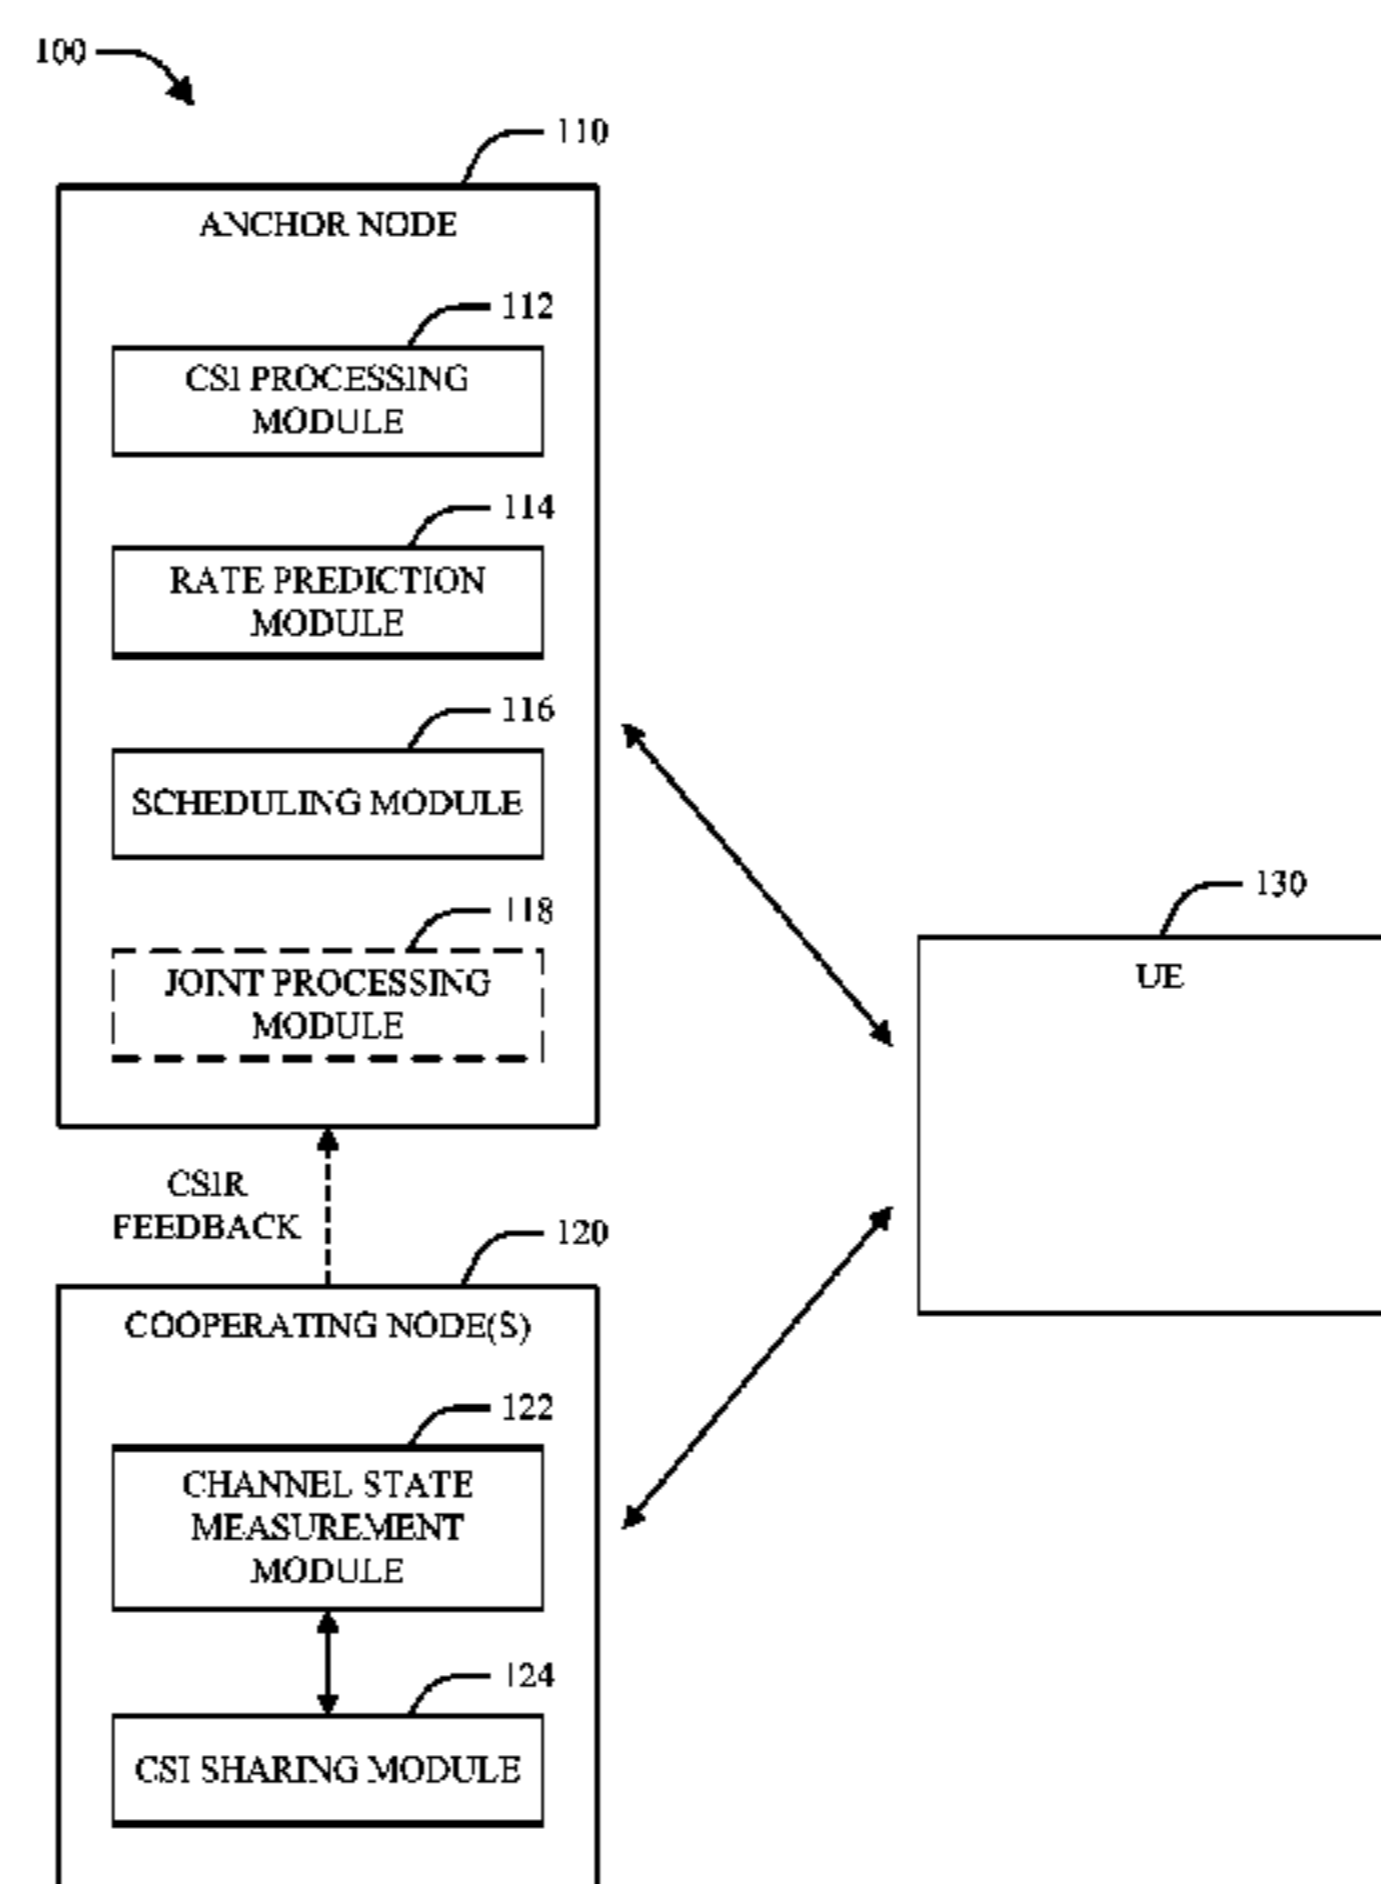 100
110
ANCHOR NODE
112
CSI PROCESSING
MODULE
114
RATE PREDICTION
MODULE
116
SCHEDULING MODULE
118
JOINT PROCESSING
MODULE
130
UE
CSIR
FEEDBACK
120
COOPERATING NODE(S)
122
CHANNEL STATE
MEASUREMENT
MODULE
124
CSI SHARING MODULE